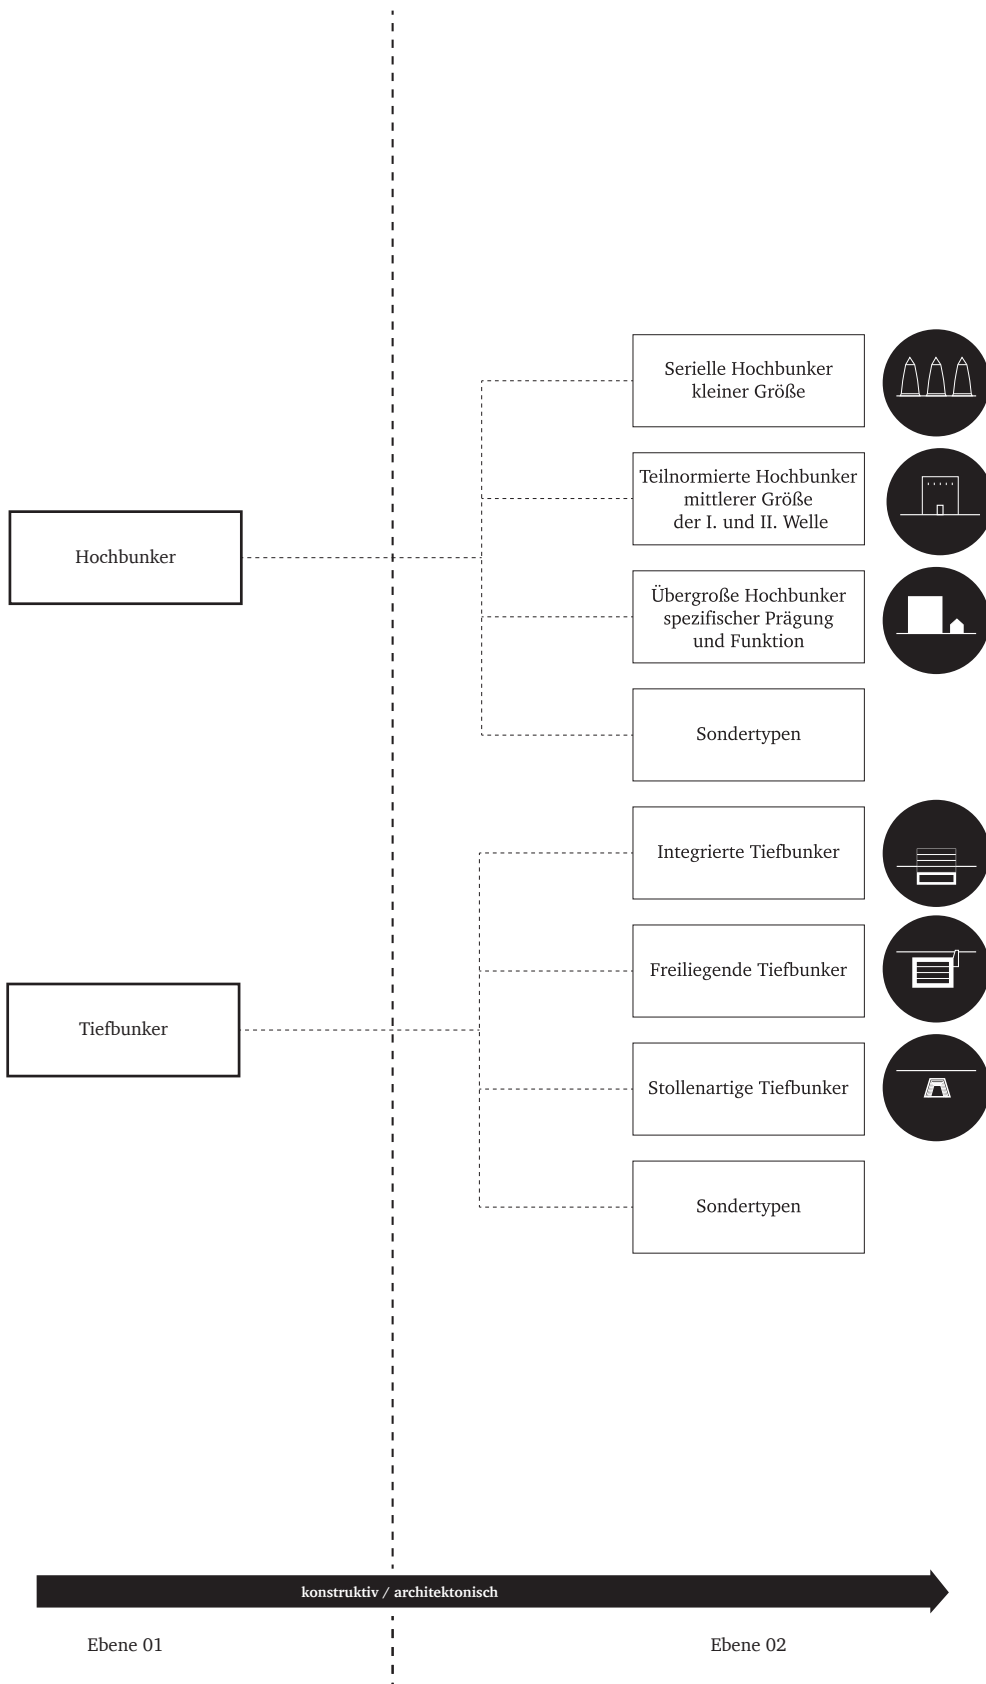 Serielle Hochbunker
kleiner Größe
Teilnormierte Hochbunker
mittlerer Größe
der I. und II. Welle
Hochbunker
Übergroße Hochbunker
spezifischer Prägung
und Funktion
Sondertypen
Integrierte Tiefbunker
Freiliegende Tiefbunker
Tiefbunker
Stollenartige Tiefbunker
Sondertypen
konstruktiv / architektonisch
Ebene 01
Ebene 02